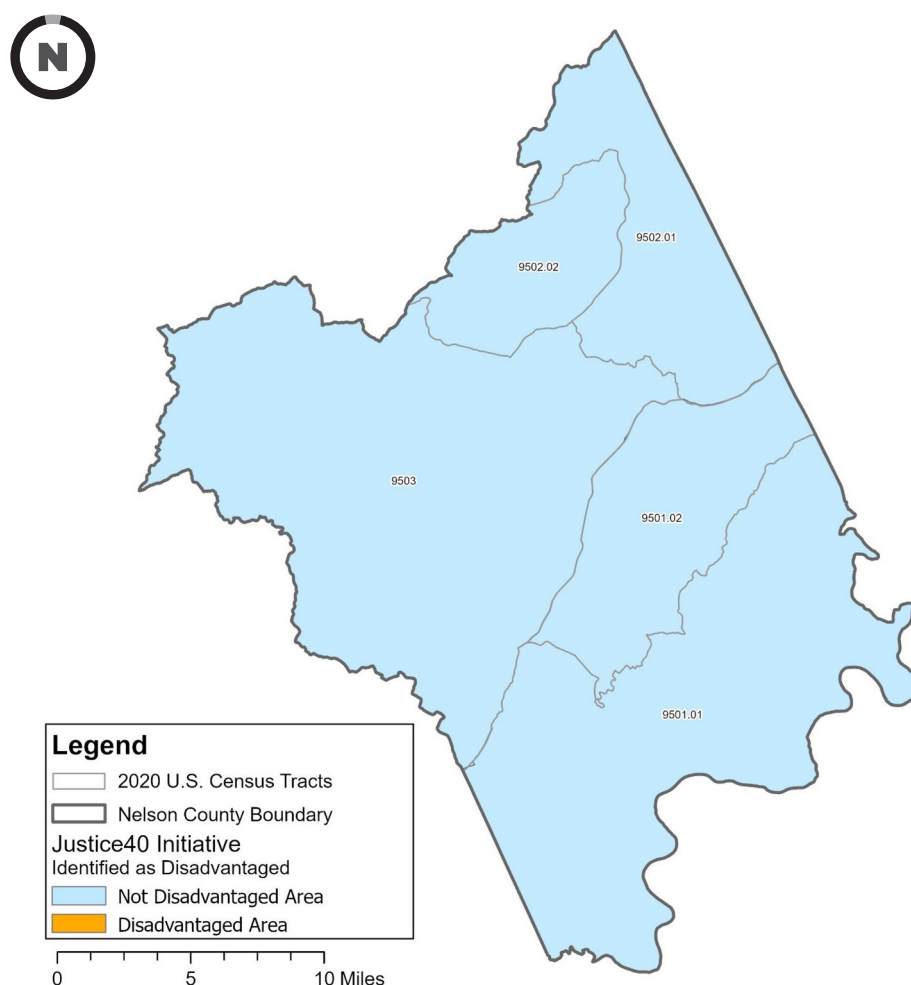 N
9502.01
9502.02
9503
9501.02
9501.01
Legend
2020 U.S. Census Tracts
Nelson County Boundary
Justice40 Initiative
Identified as Disadvantaged
Not Disadvantaged Area
Disadvantaged Area
0 5 10 Miles